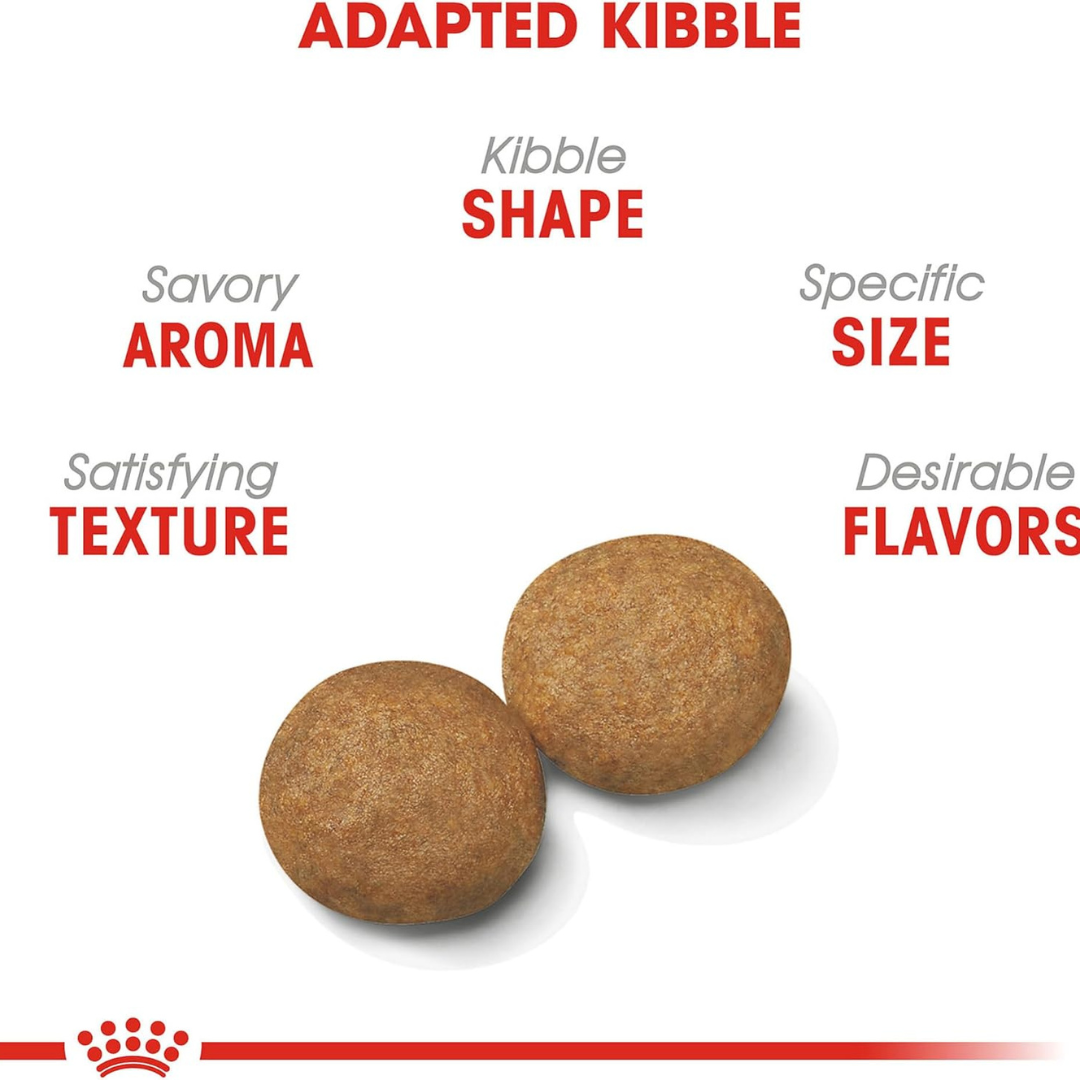 ADAPTED KIBBLE
Kibble
SHAPE
Savory
AROMA
Specific
SIZE
Satisfying
TEXTURE
Desirable
FLAVORS